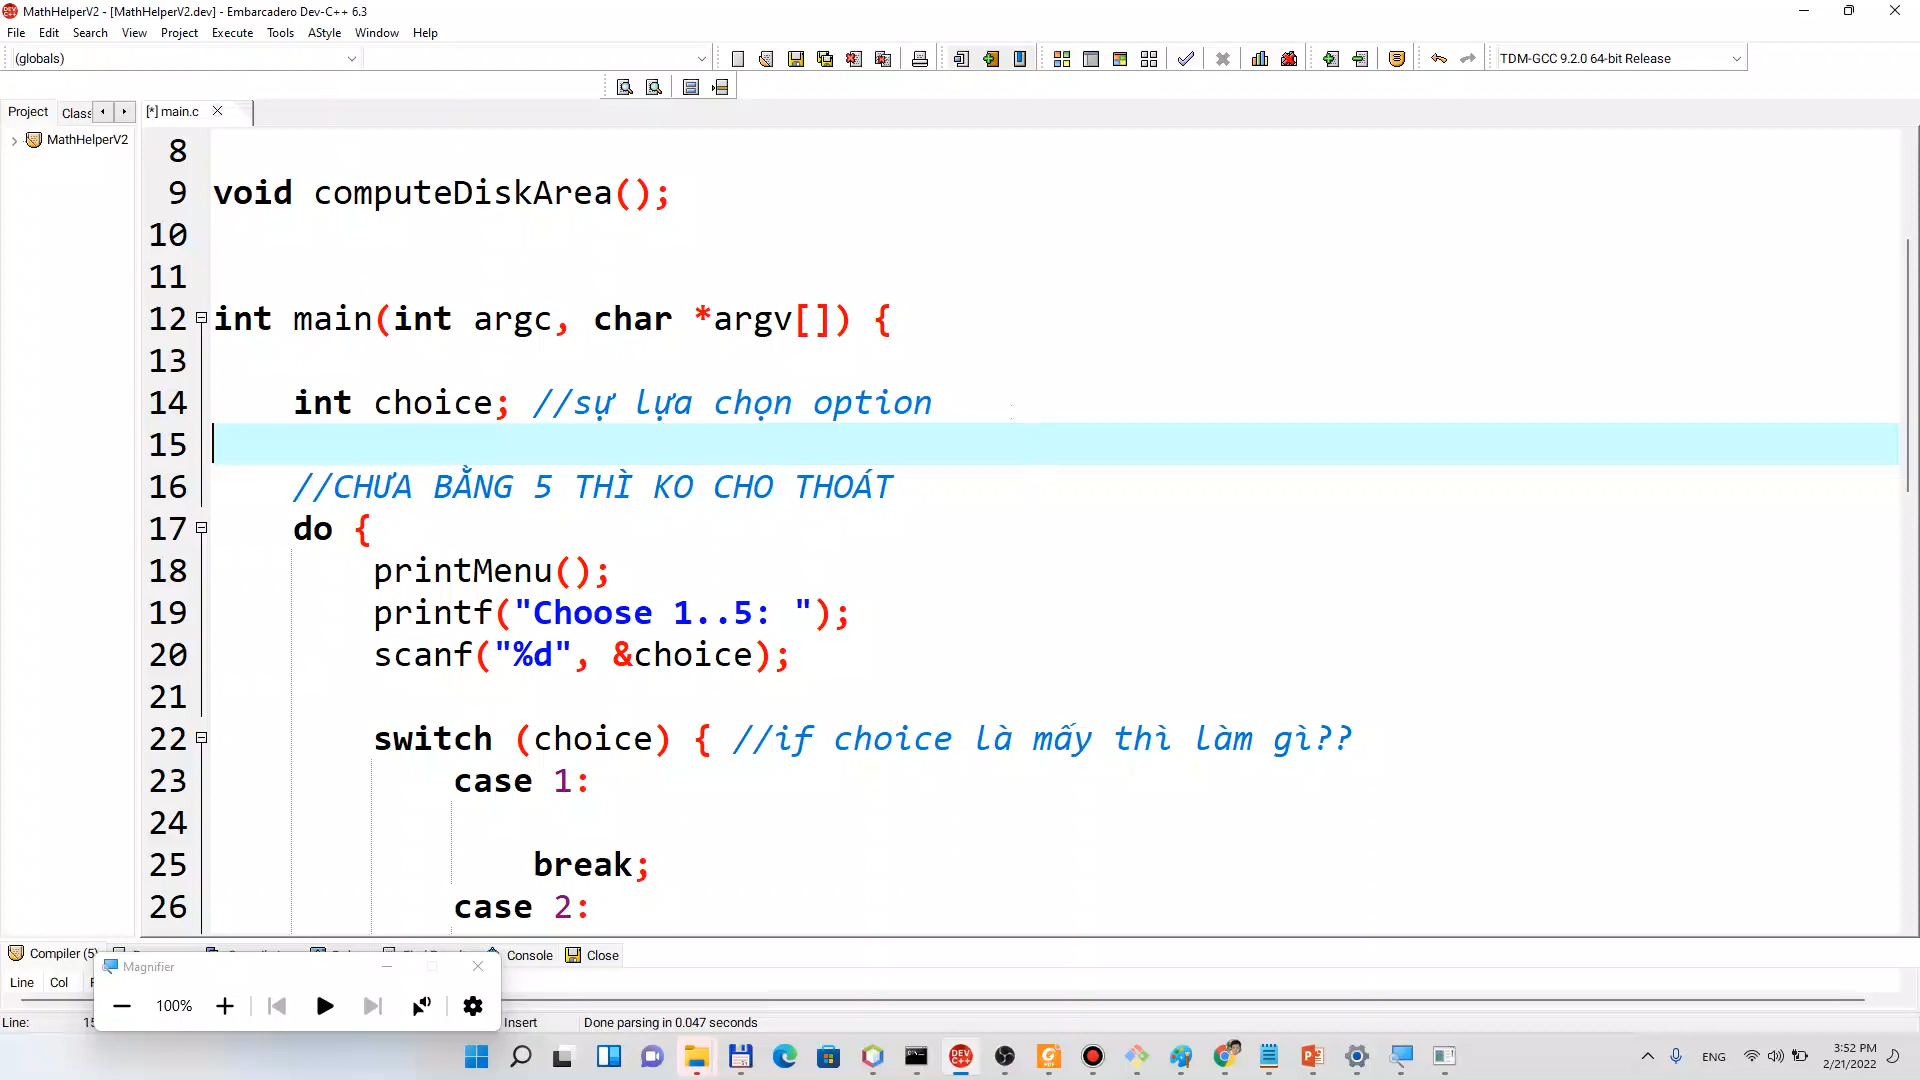 MathHelperV2 - [MathHelperV2.dev] - Embarcadero Dev-C++ 6.3
File Edit Search View Project Execute Tools AStyle Window Help
(globals)
TDM-GCC 9.2.0 64-bit Release
Project Class [*] main.c
MathHelperV2
8
9 void computeDiskArea();
10
11
12 int main(int argc, char *argv[]) {
13
14 int choice; //sự lựa chọn option
15
16 //CHƯA BẰNG 5 THÌ KO CHO THOÁT
17 do {
18 printMenu();
19 printf("Choose 1..5: ");
20 scanf("%d", &choice);
21
22 switch (choice) { //if choice là mấy thì làm gì??
23 case 1:
24
25 break;
26 case 2:
Compiler (5) Console Close
Magnifier
Line Col
100%
Line: Insert Done parsing in 0.047 seconds
ENG
3:52 PM
2/21/2022